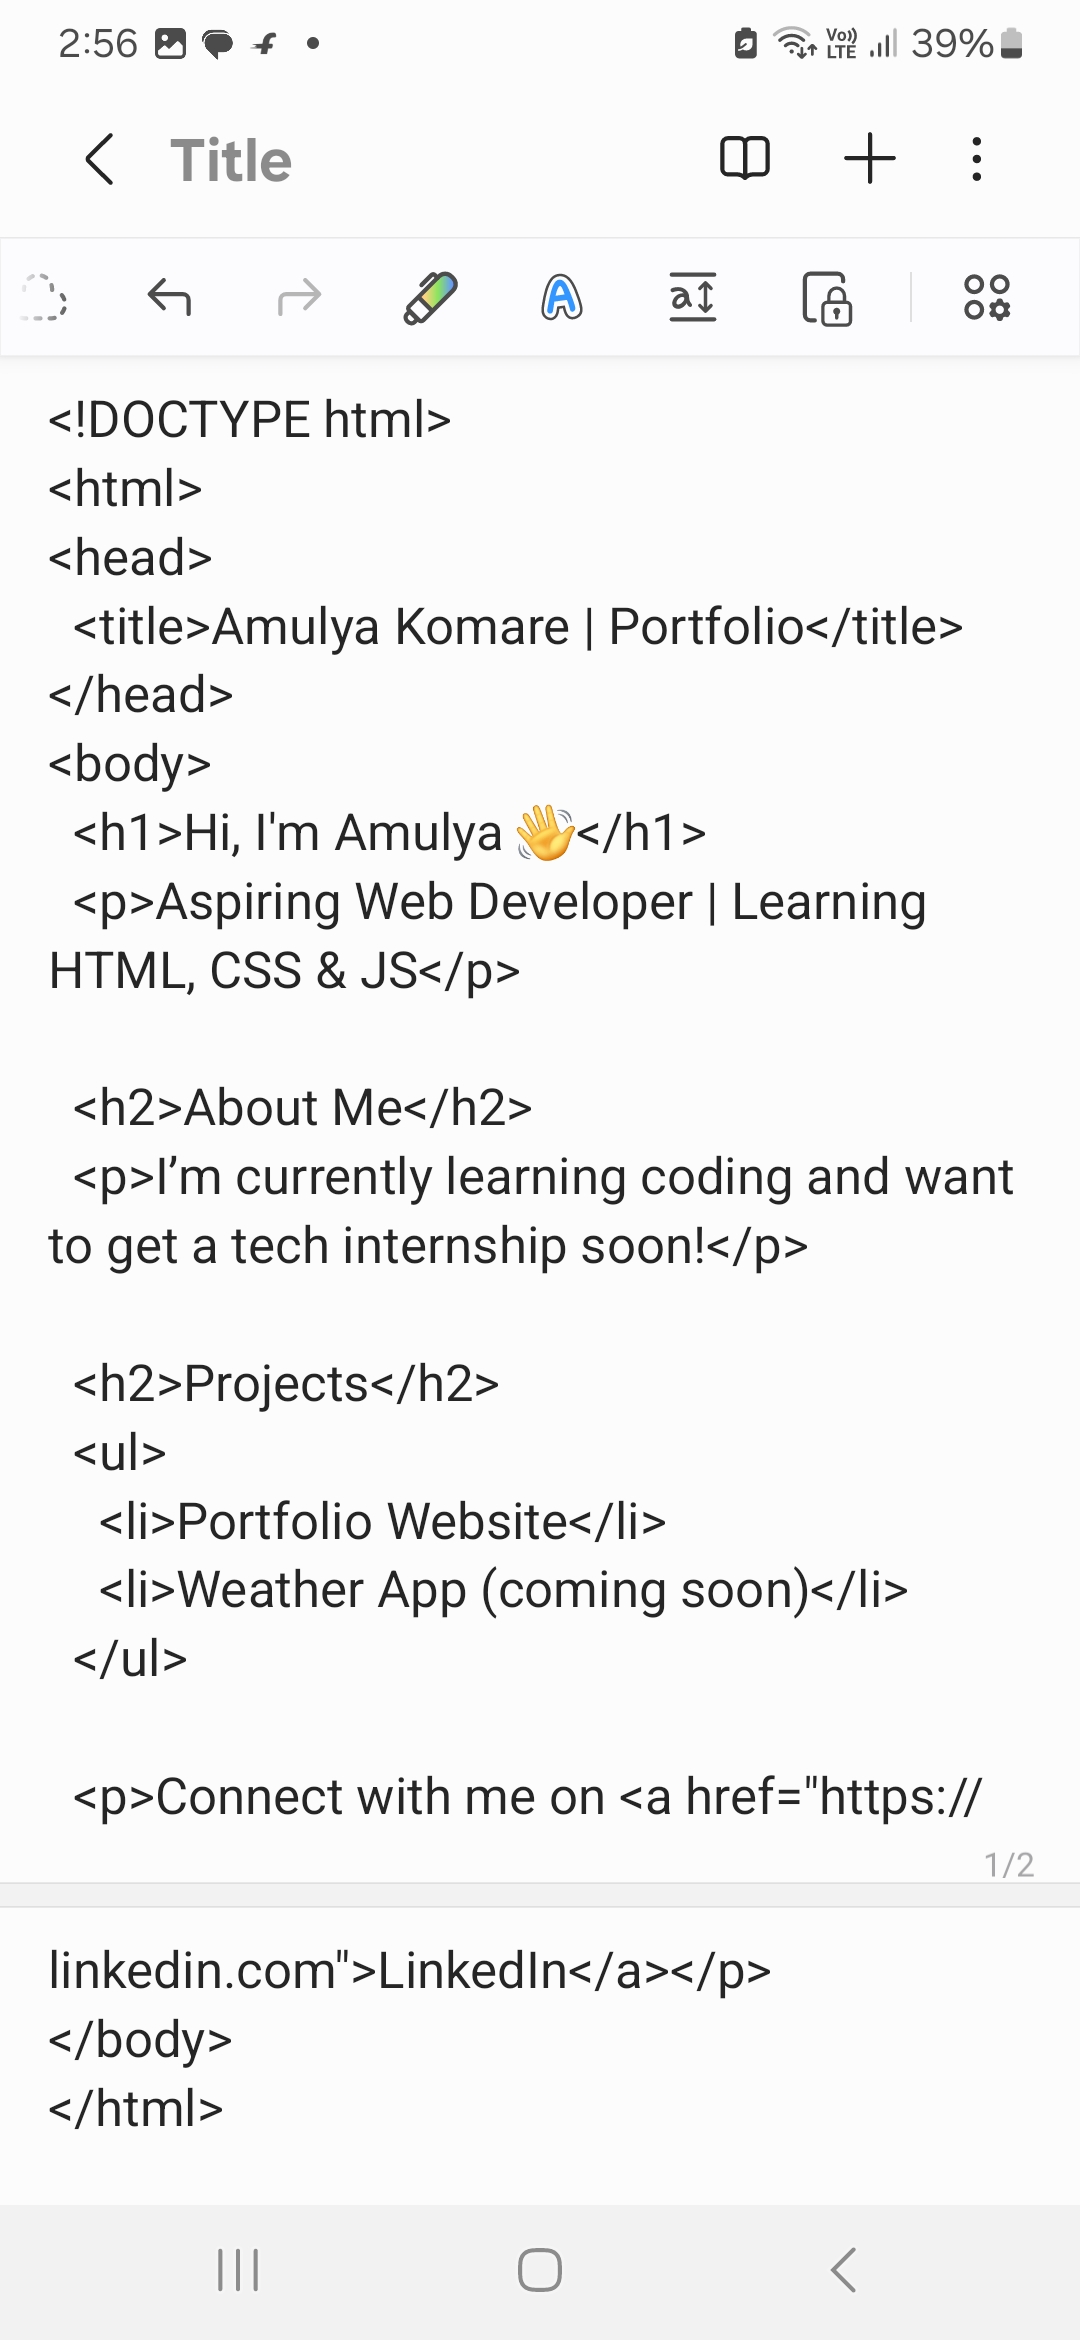 2:56 Vo)) LTE 39%
Title
A a
<!DOCTYPE html>
<html>
<head>
  <title>Amulya Komare | Portfolio</title>
</head>
<body>
  <h1>Hi, I'm Amulya 👋</h1>
  <p>Aspiring Web Developer | Learning
HTML, CSS & JS</p>

  <h2>About Me</h2>
  <p>I’m currently learning coding and want
to get a tech internship soon!</p>

  <h2>Projects</h2>
  <ul>
    <li>Portfolio Website</li>
    <li>Weather App (coming soon)</li>
  </ul>

  <p>Connect with me on <a href="https://
1/2
linkedin.com">LinkedIn</a></p>
</body>
</html>